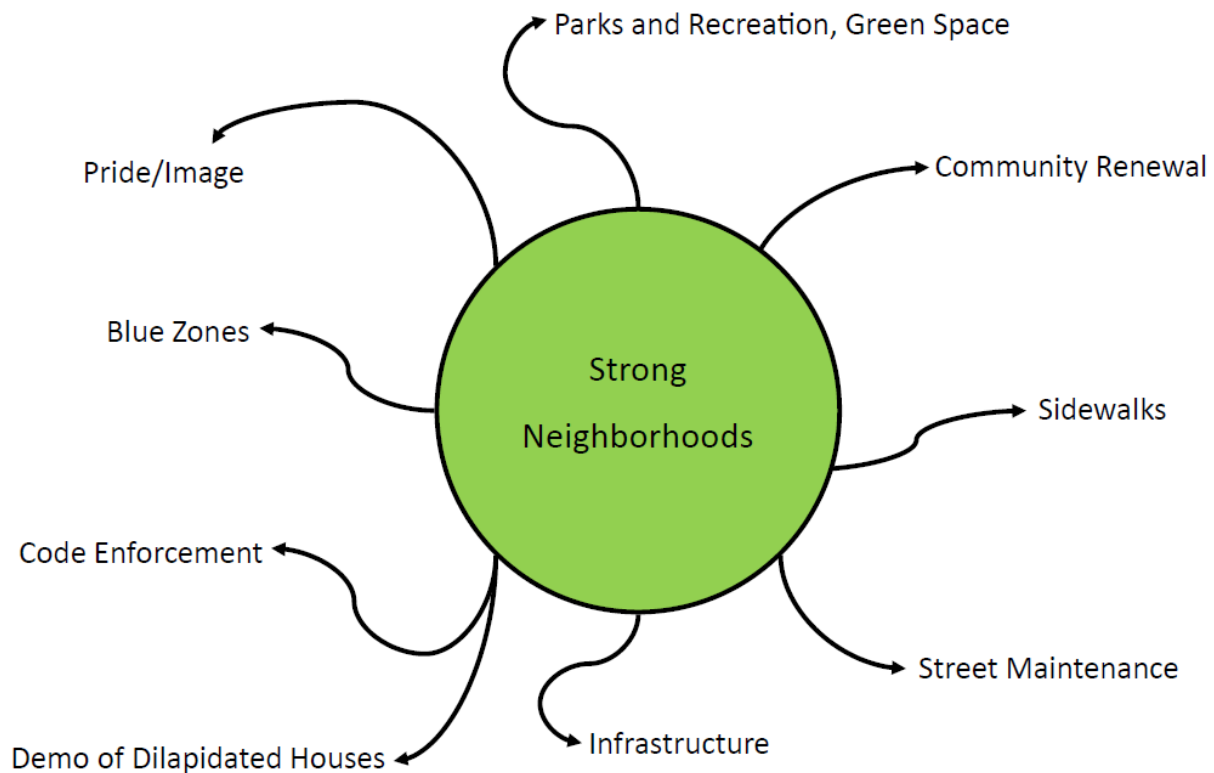 Parks and Recreation, Green Space
Pride/Image
Community Renewal
Blue Zones
Strong
Neighborhoods
Sidewalks
Code Enforcement
Street Maintenance
Infrastructure
Demo of Dilapidated Houses